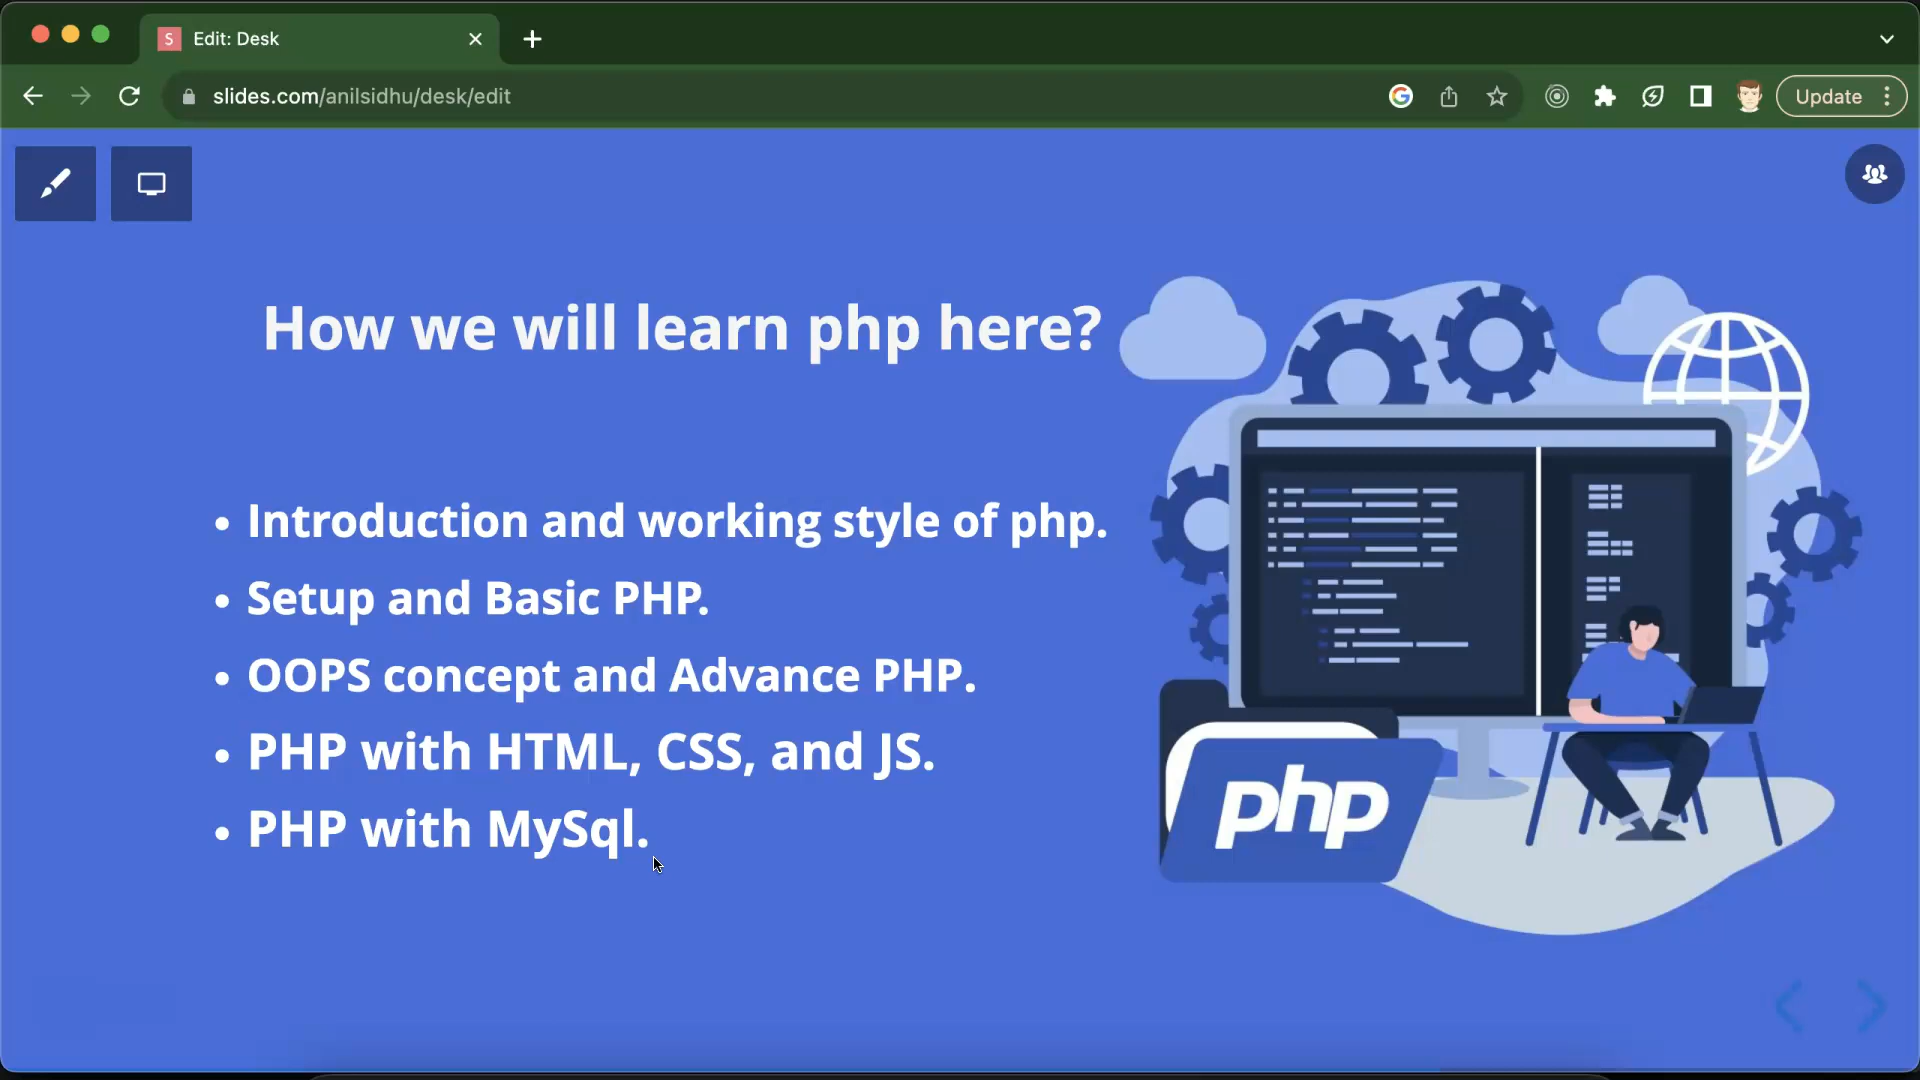 S Edit: Desk
slides.com/anilsidhu/desk/edit
G
Update
How we will learn php here?
• Introduction and working style of php.
• Setup and Basic PHP.
• OOPS concept and Advance PHP.
• PHP with HTML, CSS, and JS.
• PHP with MySql.
php